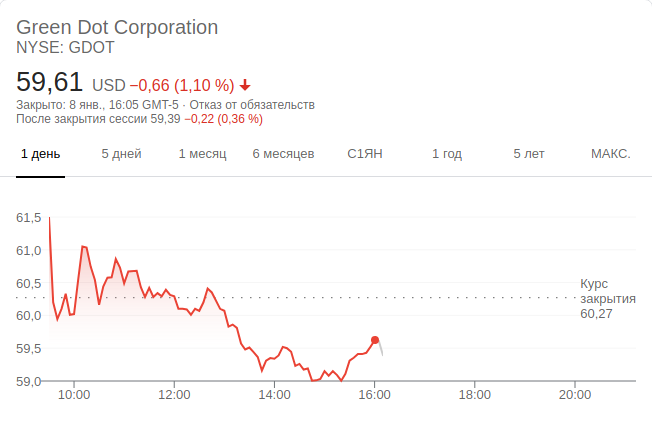 Green Dot Corporation
NYSE: GDOT
59,61 USD −0,66 (1,10 %)
Закрыто: 8 янв., 16:05 GMT-5 · Отказ от обязательств
После закрытия сессии 59,39 −0,22 (0,36 %)
1 день 5 дней 1 месяц 6 месяцев С1ЯН 1 год 5 лет МАКС.
61,5
61,0
60,5
60,0
59,5
59,0
Курс
закрытия
60,27
10:00 12:00 14:00 16:00 18:00 20:00